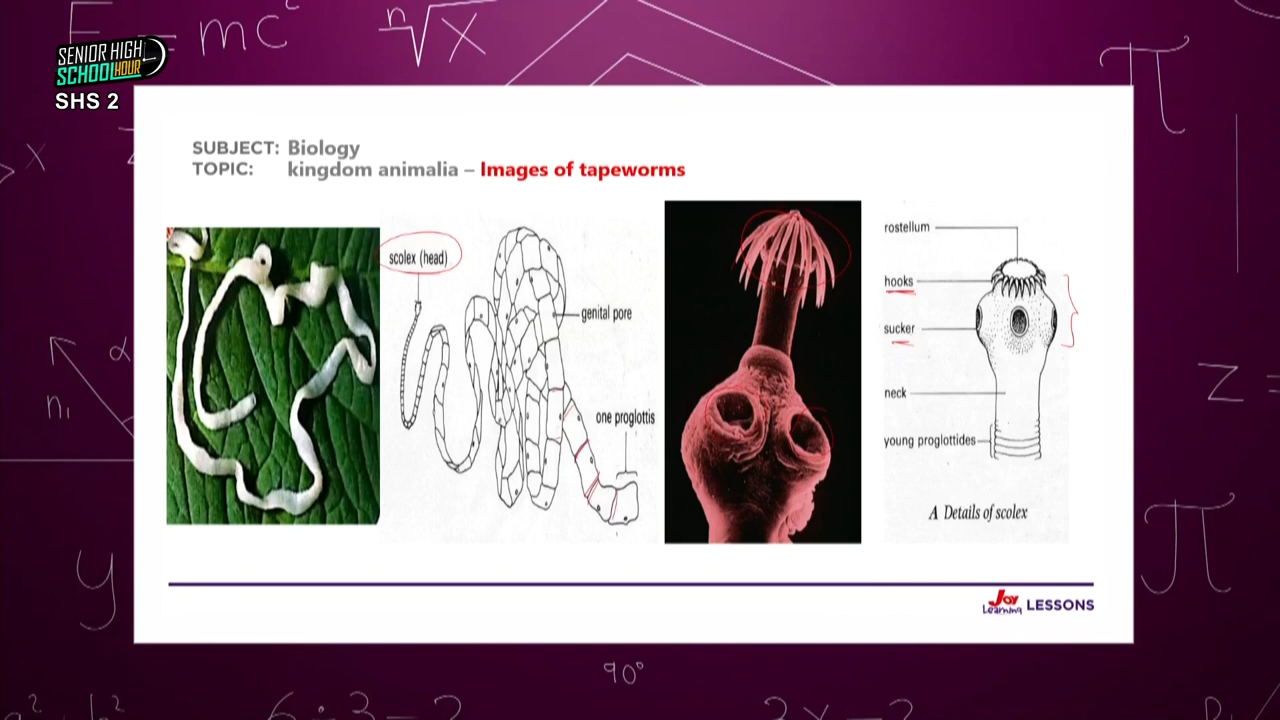 E = mc²
ⁿ√X
π
SENIOR HIGH
SCHOOL HOUR
SHS 2
SUBJECT: Biology
TOPIC: kingdom animalia – Images of tapeworms
x
α
n₁
scolex (head)
genital pore
one proglottis
rostellum
hooks
sucker
neck
young proglottides
A Details of scolex
Z =
y
π
Joy
Learning LESSONS
90°